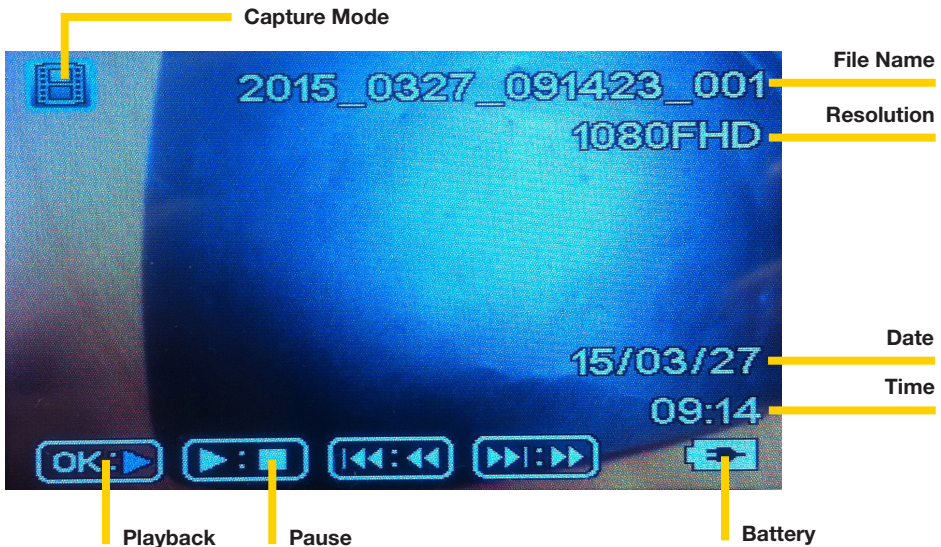 Capture Mode
File Name
2015_0327_091423_001
Resolution
1080FHD
Date
15/03/27
Time
09:14
OK:
Playback
Pause
Battery